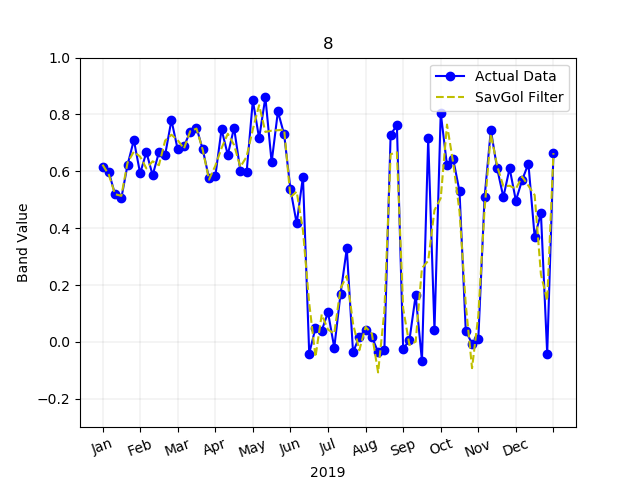 8
1.0
0.8
0.6
0.4
0.2
0.0
−0.2
Band Value
Actual Data
SavGol Filter
Jan Feb Mar Apr May Jun Jul Aug Sep Oct Nov Dec
2019